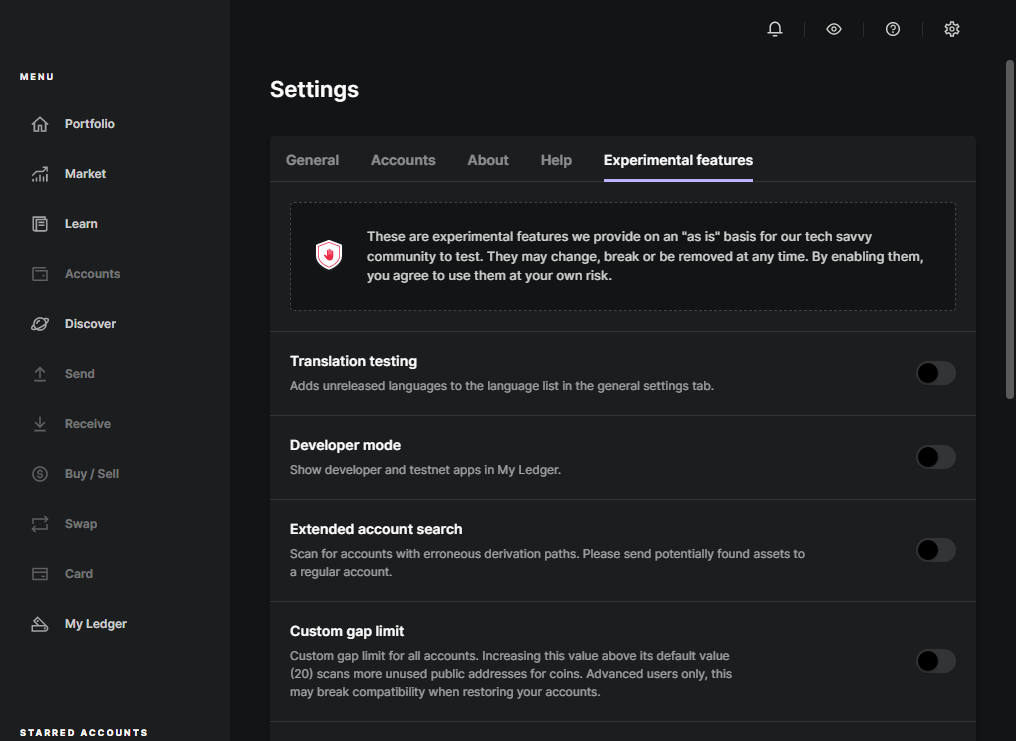 MENU
Portfolio
Market
Learn
Accounts
Discover
Send
Receive
Buy / Sell
Swap
Card
My Ledger
STARRED ACCOUNTS
Settings
General Accounts About Help Experimental features
These are experimental features we provide on an "as is" basis for our tech savvy
community to test. They may change, break or be removed at any time. By enabling them,
you agree to use them at your own risk.
Translation testing
Adds unreleased languages to the language list in the general settings tab.
Developer mode
Show developer and testnet apps in My Ledger.
Extended account search
Scan for accounts with erroneous derivation paths. Please send potentially found assets to
a regular account.
Custom gap limit
Custom gap limit for all accounts. Increasing this value above its default value
(20) scans more unused public addresses for coins. Advanced users only, this
may break compatibility when restoring your accounts.